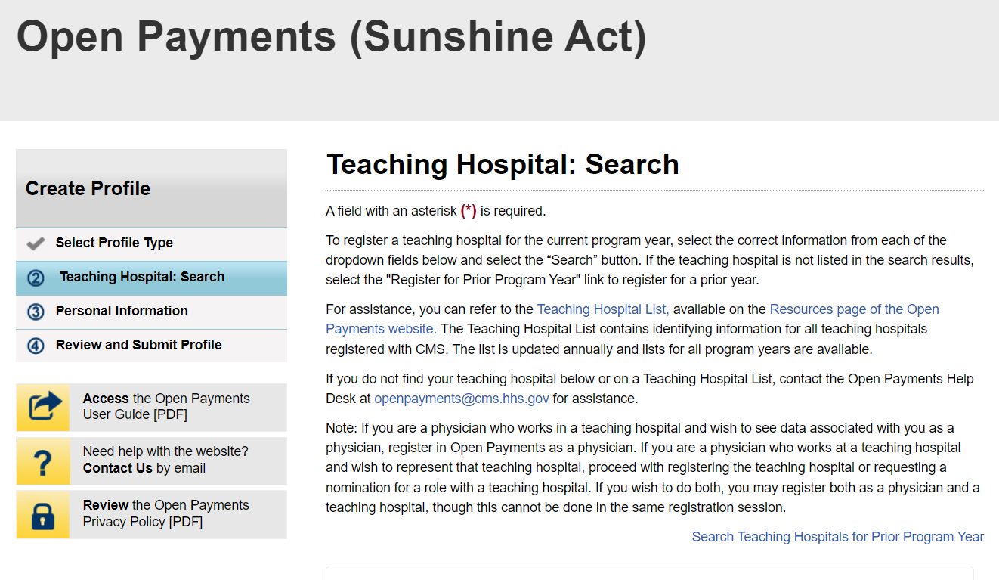 Open Payments (Sunshine Act)
Create Profile
Select Profile Type
2 Teaching Hospital: Search
3 Personal Information
4 Review and Submit Profile
Access the Open Payments
User Guide [PDF]
? Need help with the website?
Contact Us by email
Review the Open Payments
Privacy Policy [PDF]
Teaching Hospital: Search
A field with an asterisk (*) is required.
To register a teaching hospital for the current program year, select the correct information from each of the
dropdown fields below and select the “Search” button. If the teaching hospital is not listed in the search results,
select the "Register for Prior Program Year" link to register for a prior year.
For assistance, you can refer to the Teaching Hospital List, available on the Resources page of the Open
Payments website. The Teaching Hospital List contains identifying information for all teaching hospitals
registered with CMS. The list is updated annually and lists for all program years are available.
If you do not find your teaching hospital below or on a Teaching Hospital List, contact the Open Payments Help
Desk at openpayments@cms.hhs.gov for assistance.
Note: If you are a physician who works in a teaching hospital and wish to see data associated with you as a
physician, register in Open Payments as a physician. If you are a physician who works at a teaching hospital
and wish to represent that teaching hospital, proceed with registering the teaching hospital or requesting a
nomination for a role with a teaching hospital. If you wish to do both, you may register both as a physician and a
teaching hospital, though this cannot be done in the same registration session.
Search Teaching Hospitals for Prior Program Year